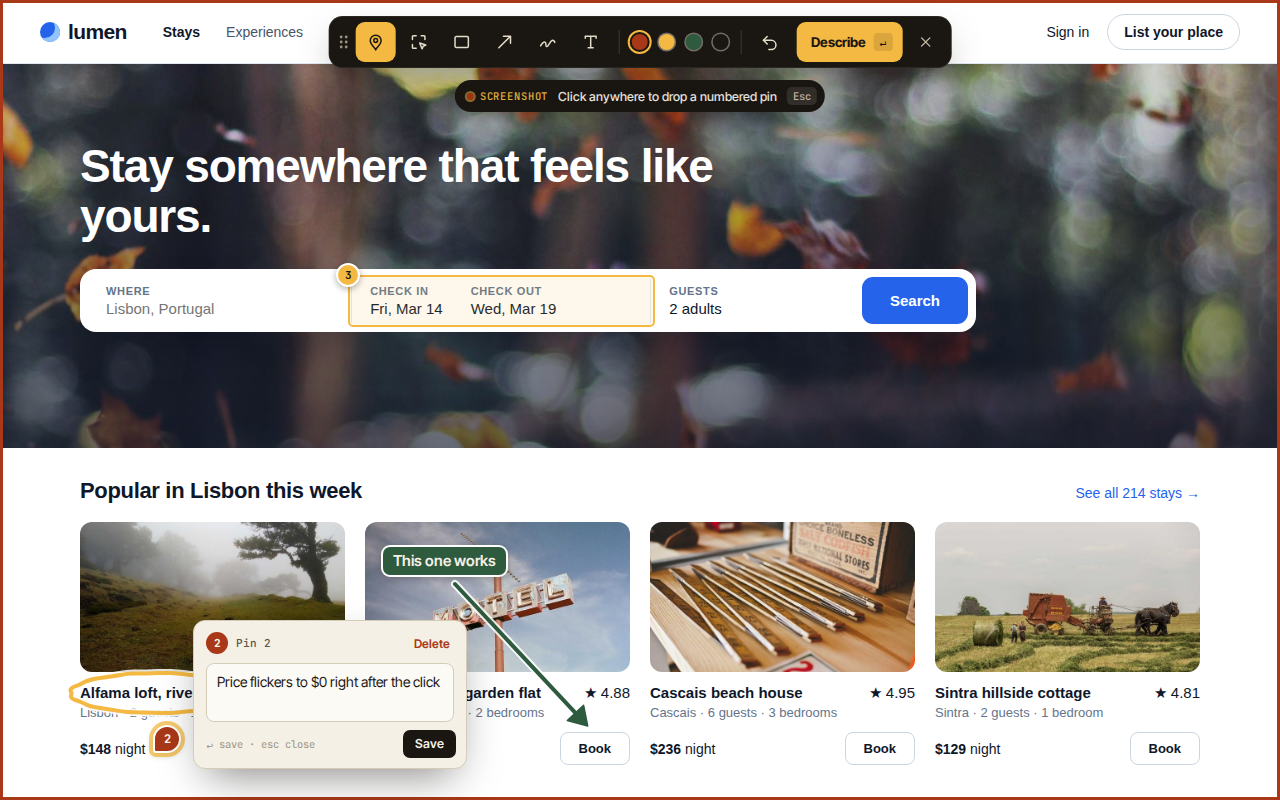 lumen
Stays
Experiences
Describe ↵
Sign in
List your place
SCREENSHOT Click anywhere to drop a numbered pin Esc
Stay somewhere that feels like
yours.
3
WHERE
Lisbon, Portugal
CHECK IN
Fri, Mar 14
CHECK OUT
Wed, Mar 19
GUESTS
2 adults
Search
Popular in Lisbon this week
See all 214 stays →
This one works
MOTEL
2 Pin 2
Delete
Price flickers to $0 right after the click
↵ save · esc close
Save
Alfama loft, rive
Lisbon
$148 night
2
garden flat
★ 4.88
· 2 bedrooms
Book
Cascais beach house
★ 4.95
Cascais · 6 guests · 3 bedrooms
$236 night
Book
Sintra hillside cottage
★ 4.81
Sintra · 2 guests · 1 bedroom
$129 night
Book